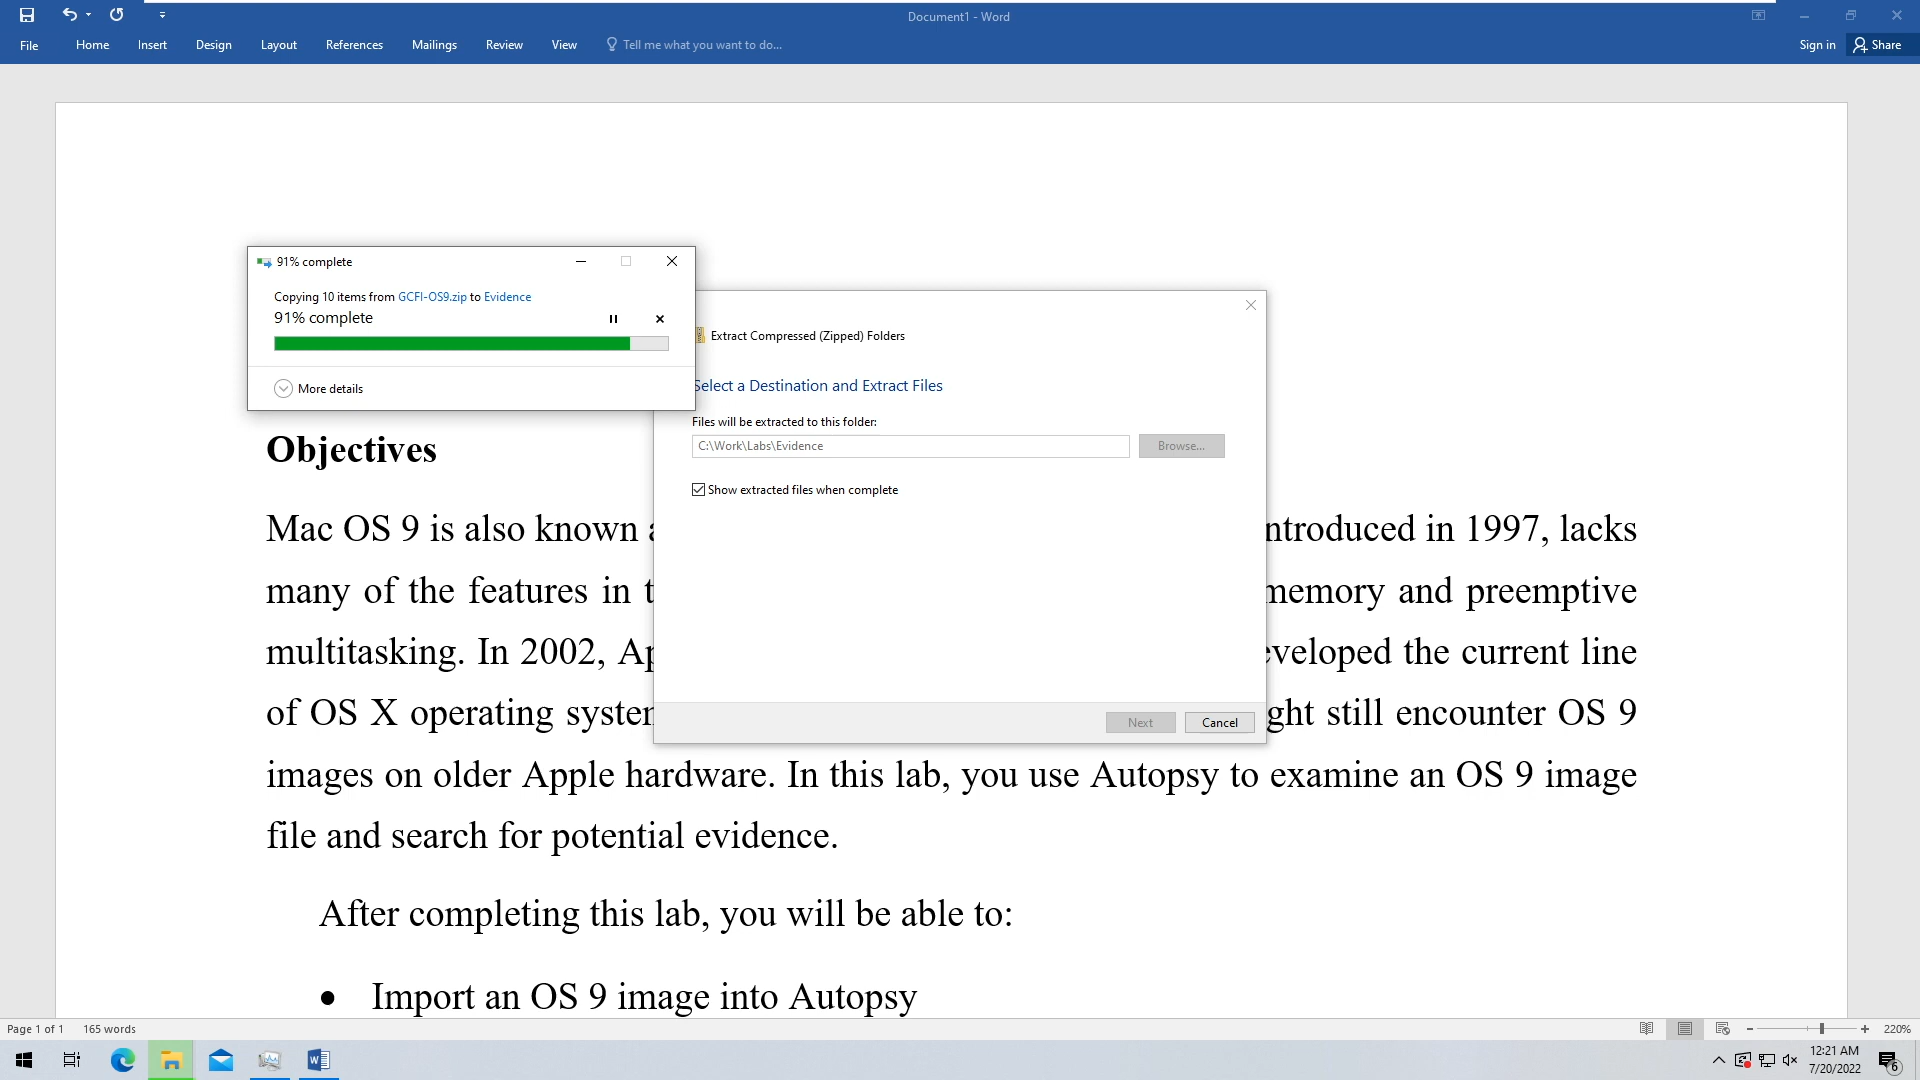 Document1 - Word
File Home Insert Design Layout References Mailings Review View Tell me what you want to do... Sign in Share
91% complete
Copying 10 items from GCFI-OS9.zip to Evidence
91% complete
More details
Extract Compressed (Zipped) Folders
Select a Destination and Extract Files
Files will be extracted to this folder:
C:\Work\Labs\Evidence Browse...
Show extracted files when complete
Next Cancel
Objectives
Mac OS 9 is also known ntroduced in 1997, lacks
many of the features in memory and preemptive
multitasking. In 2002, eveloped the current line
of OS X operating ght still encounter OS 9
images on older Apple hardware. In this lab, you use Autopsy to examine an OS 9 image
file and search for potential evidence.
After completing this lab, you will be able to:
• Import an OS 9 image into Autopsy
Page 1 of 1 165 words 220%
12:21 AM
7/20/2022
6